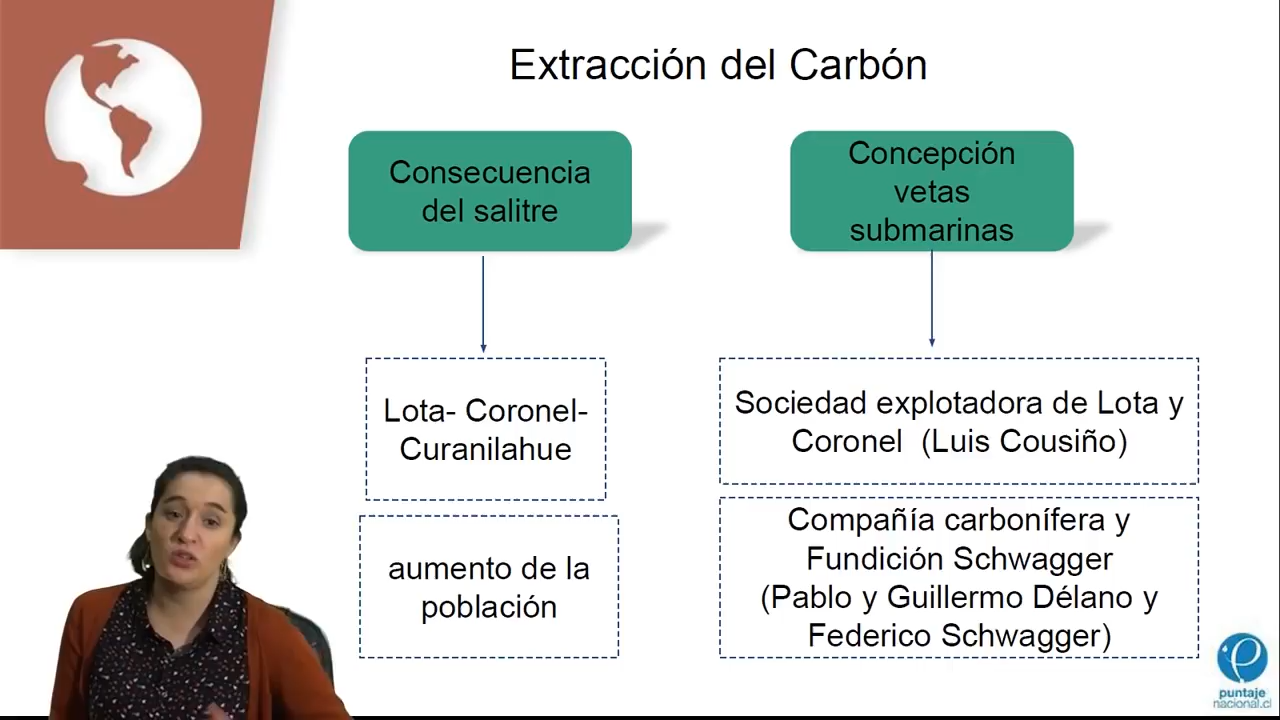 Extracción del Carbón
Consecuencia
del salitre
Concepción
vetas
submarinas
Lota- Coronel-
Curanilahue
aumento de la
población
Sociedad explotadora de Lota y
Coronel (Luis Cousiño)
Compañía carbonífera y
Fundición Schwagger
(Pablo y Guillermo Délano y
Federico Schwagger)
puntaje
nacional.cl